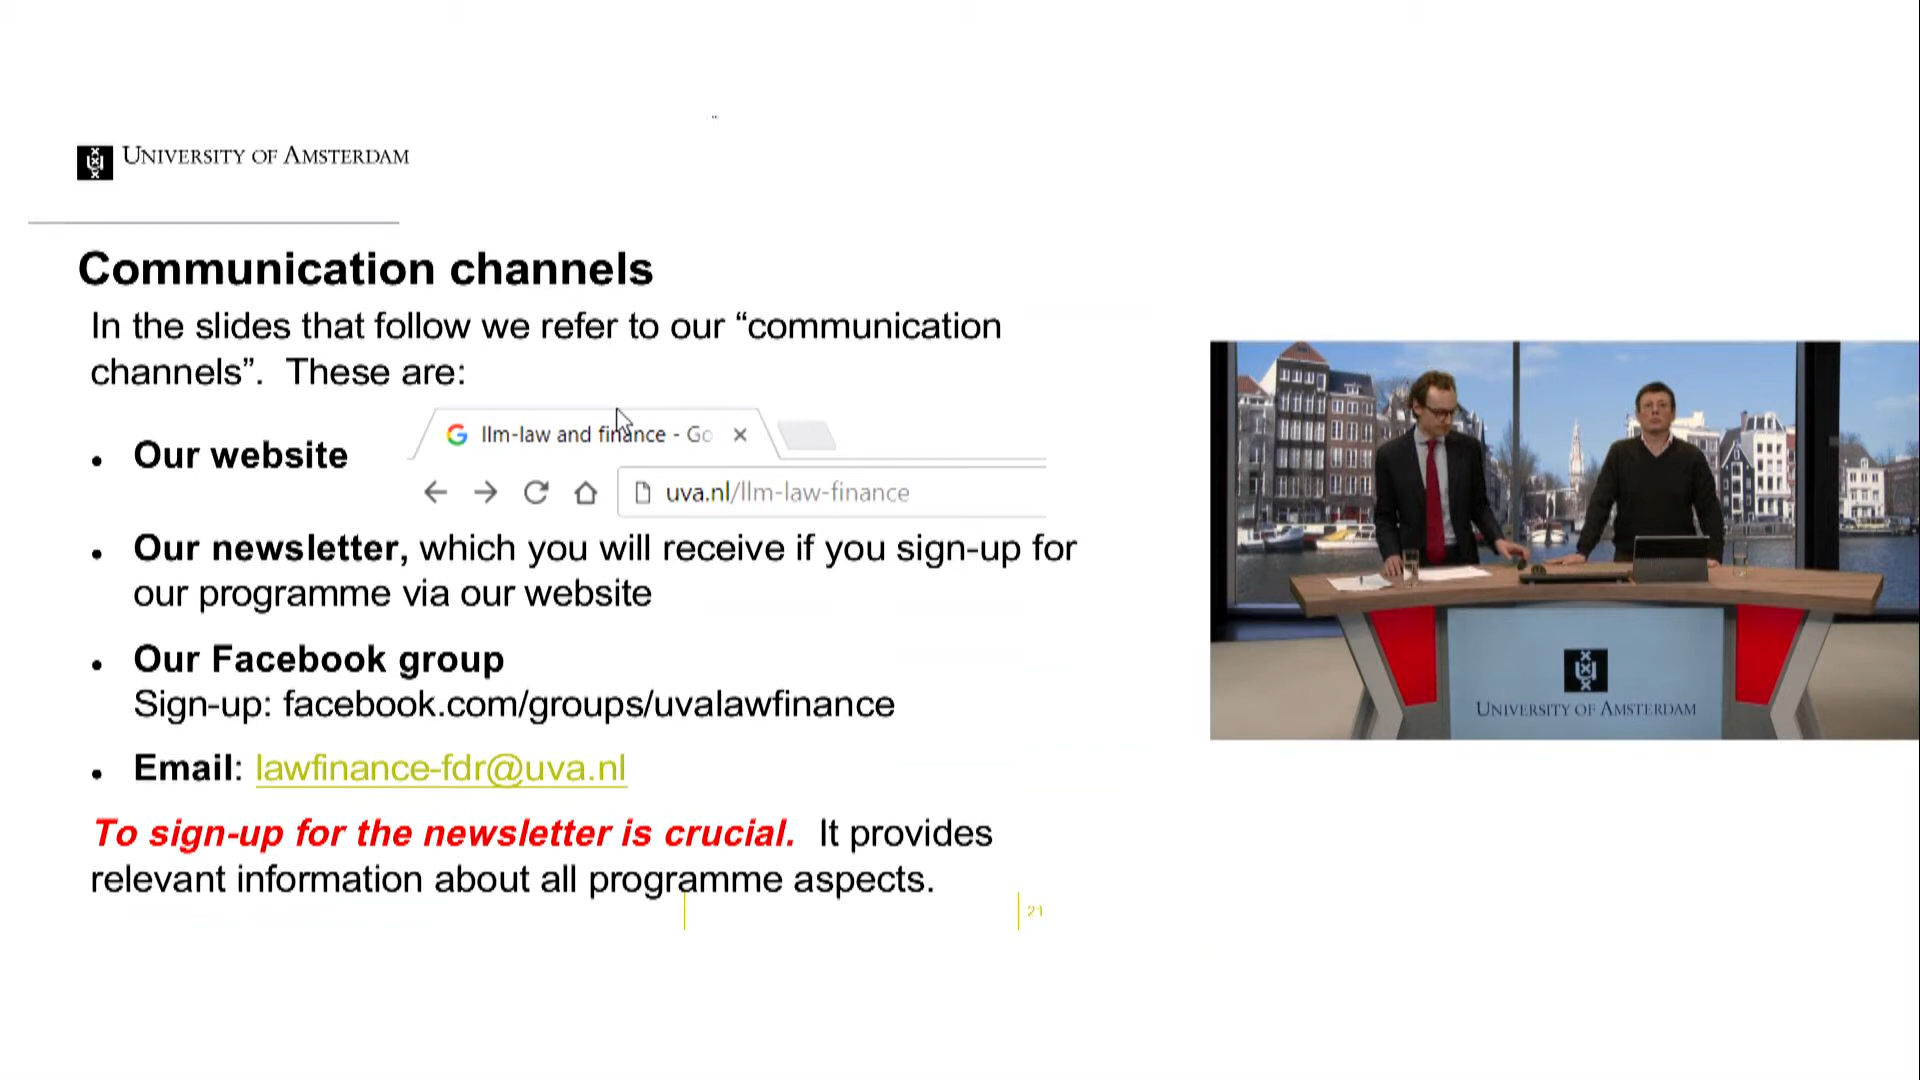 UNIVERSITY OF AMSTERDAM
Communication channels
In the slides that follow we refer to our “communication
channels”.  These are:
• Our website
llm-law and finance - Go
uva.nl/llm-law-finance
• Our newsletter, which you will receive if you sign-up for
our programme via our website
• Our Facebook group
Sign-up: facebook.com/groups/uvalawfinance
• Email: lawfinance-fdr@uva.nl
To sign-up for the newsletter is crucial.  It provides
relevant information about all programme aspects.
21
UNIVERSITY OF AMSTERDAM